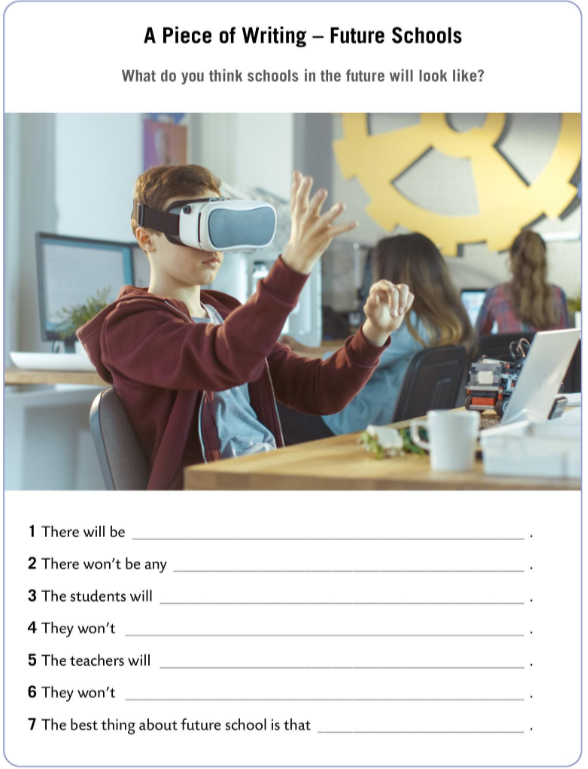 A Piece of Writing – Future Schools
What do you think schools in the future will look like?
1 There will be ______________________________ .
2 There won't be any ______________________________ .
3 The students will ______________________________ .
4 They won't ______________________________ .
5 The teachers will ______________________________ .
6 They won't ______________________________ .
7 The best thing about future school is that ______________________________ .